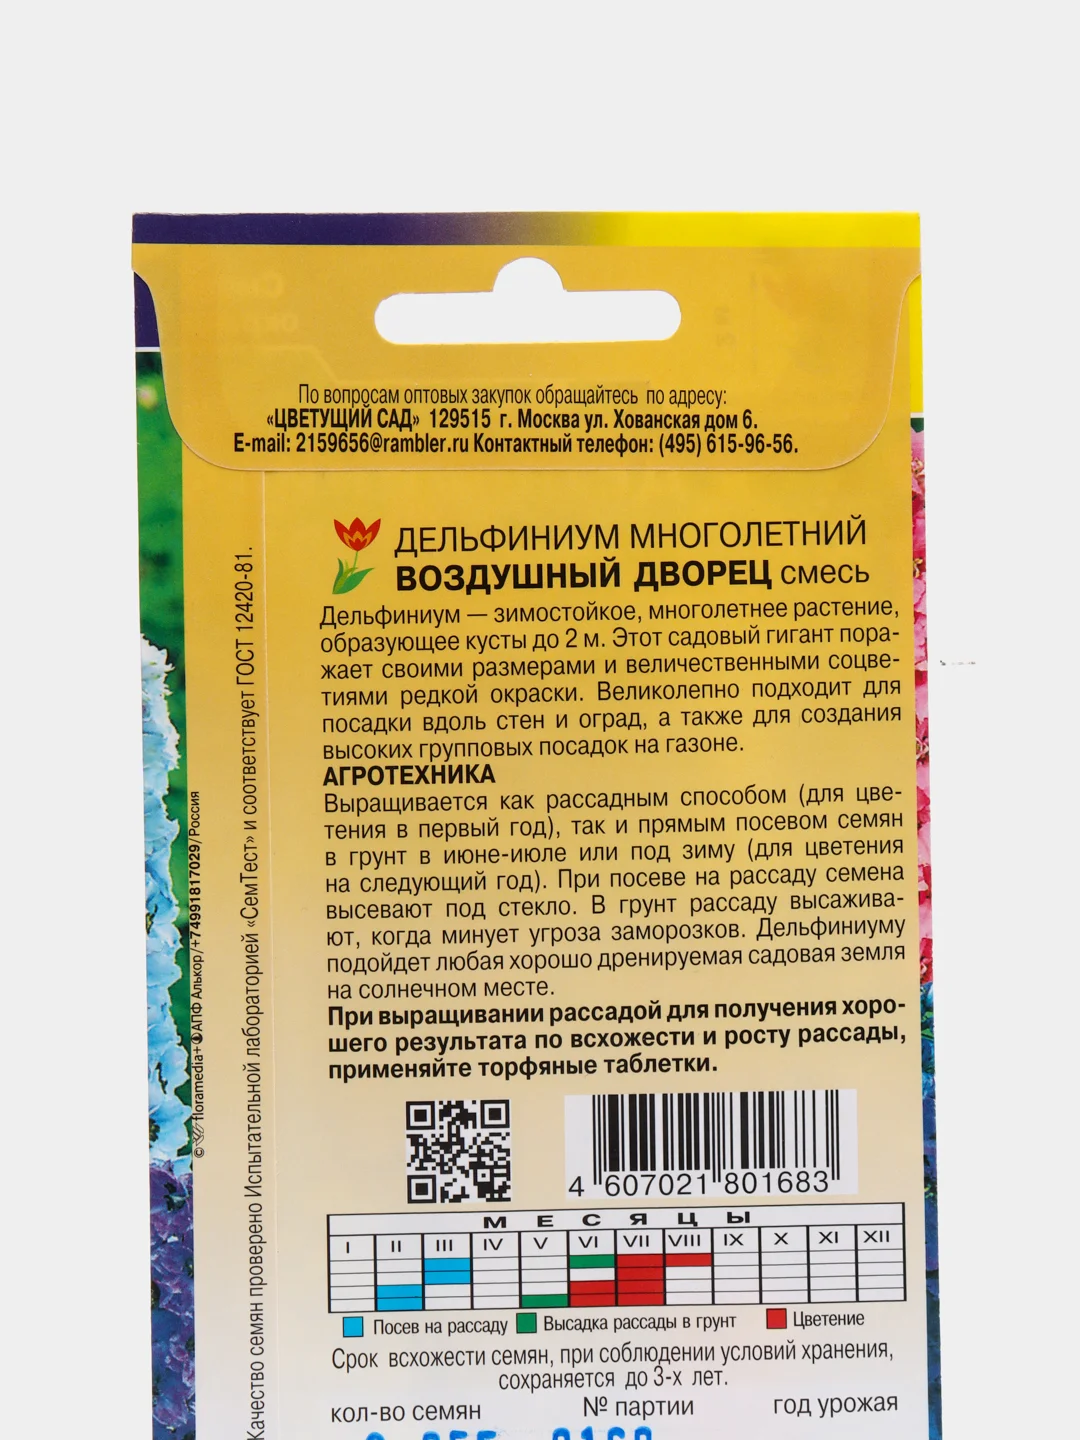 По вопросам оптовых закупок обращайтесь по адресу:
«ЦВЕТУЩИЙ САД» 129515 г. Москва ул. Хованская дом 6.
E-mail: 2159656@rambler.ru Контактный телефон: (495) 615-96-56.
ДЕЛЬФИНИУМ МНОГОЛЕТНИЙ
ВОЗДУШНЫЙ ДВОРЕЦ смесь
Дельфиниум — зимостойкое, многолетнее растение,
образующее кусты до 2 м. Этот садовый гигант пора-
жает своими размерами и величественными соцве-
тиями редкой окраски. Великолепно подходит для
посадки вдоль стен и оград, а также для создания
высоких групповых посадок на газоне.
АГРОТЕХНИКА
Выращивается как рассадным способом (для цве-
тения в первый год), так и прямым посевом семян
в грунт в июне-июле или под зиму (для цветения
на следующий год). При посеве на рассаду семена
высевают под стекло. В грунт рассаду высажива-
ют, когда минует угроза заморозков. Дельфиниуму
подойдет любая хорошо дренируемая садовая земля
на солнечном месте.
При выращивании рассадой для получения хоро-
шего результата по всхожести и росту рассады,
применяйте торфяные таблетки.
4 607021 801683
МЕСЯЦЫ
I II III IV V VI VII VIII IX X XI XII
Посев на рассаду Высадка рассады в грунт Цветение
Срок всхожести семян, при соблюдении условий хранения,
сохраняется до 3-х лет.
кол-во семян № партии год урожая
Качество семян проверено Испытательной лабораторией «СемТест» и соответствует ГОСТ 12420-81.
© floramedia+ АПФ Алькор/+74991817029/Россия